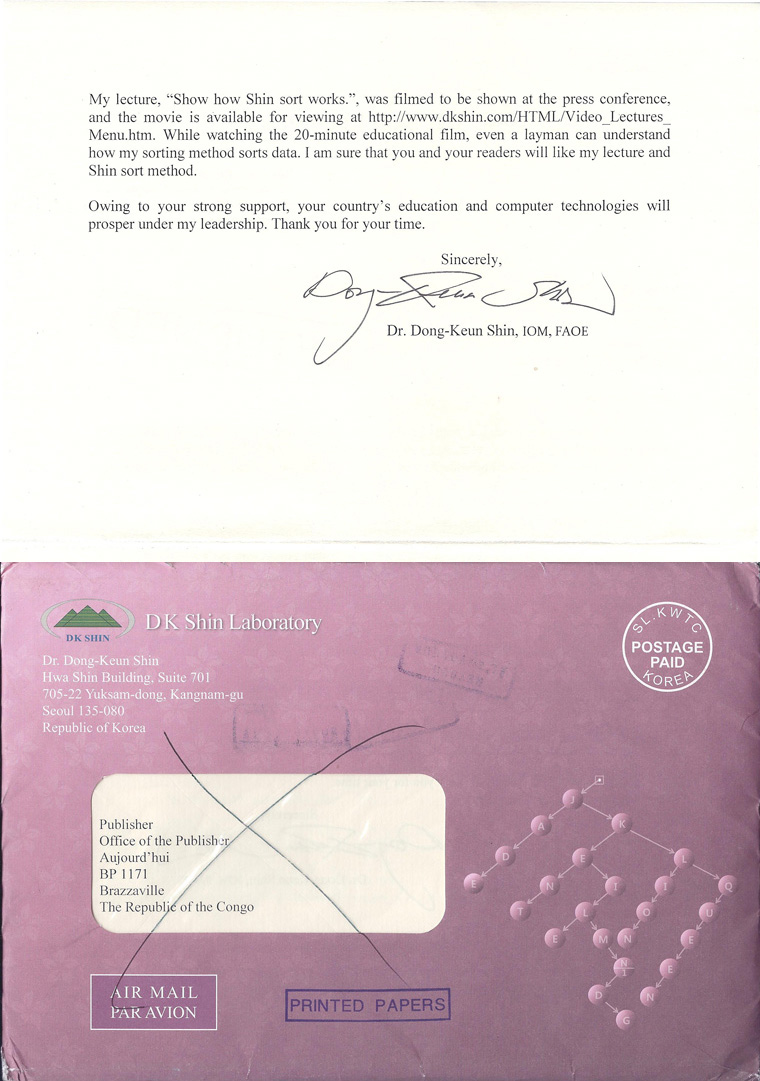 My lecture, “Show how Shin sort works.”, was filmed to be shown at the press conference,
and the movie is available for viewing at http://www.dkshin.com/HTML/Video_Lectures_
Menu.htm. While watching the 20-minute educational film, even a layman can understand
how my sorting method sorts data. I am sure that you and your readers will like my lecture and
Shin sort method.
Owing to your strong support, your country’s education and computer technologies will
prosper under my leadership. Thank you for your time.
Sincerely,
Dong-Keun Shin
Dr. Dong-Keun Shin, IOM, FAOE
DK SHIN
DK Shin Laboratory
Dr. Dong-Keun Shin
Hwa Shin Building, Suite 701
705-22 Yuksam-dong, Kangnam-gu
Seoul 135-080
Republic of Korea
SL.KWTC
POSTAGE
PAID
KOREA
Publisher
Office of the Publisher
Aujourd’hui
BP 1171
Brazzaville
The Republic of the Congo
AIR MAIL
PAR AVION
PRINTED PAPERS
J
A K
D E L
E N I I Q
T L O U
E M N E
N E
D N
G